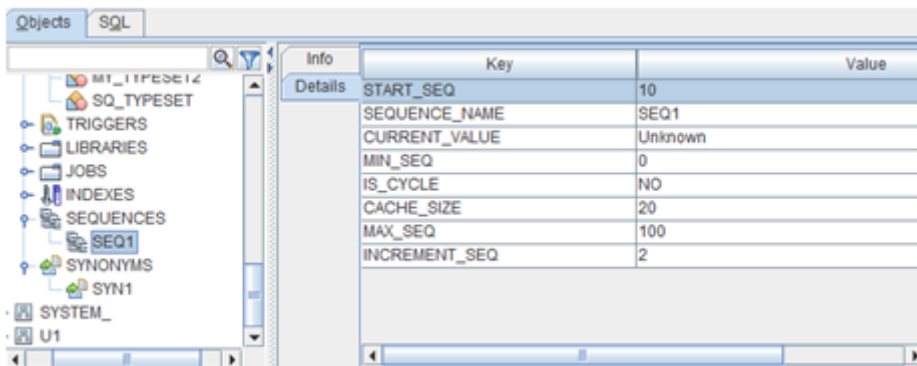 Objects SQL
MY_TYPESET2
SQ_TYPESET
TRIGGERS
LIBRARIES
JOBS
INDEXES
SEQUENCES
SEQ1
SYNONYMS
SYN1
SYSTEM_
U1
Info
Details
Key Value
START_SEQ 10
SEQUENCE_NAME SEQ1
CURRENT_VALUE Unknown
MIN_SEQ 0
IS_CYCLE NO
CACHE_SIZE 20
MAX_SEQ 100
INCREMENT_SEQ 2